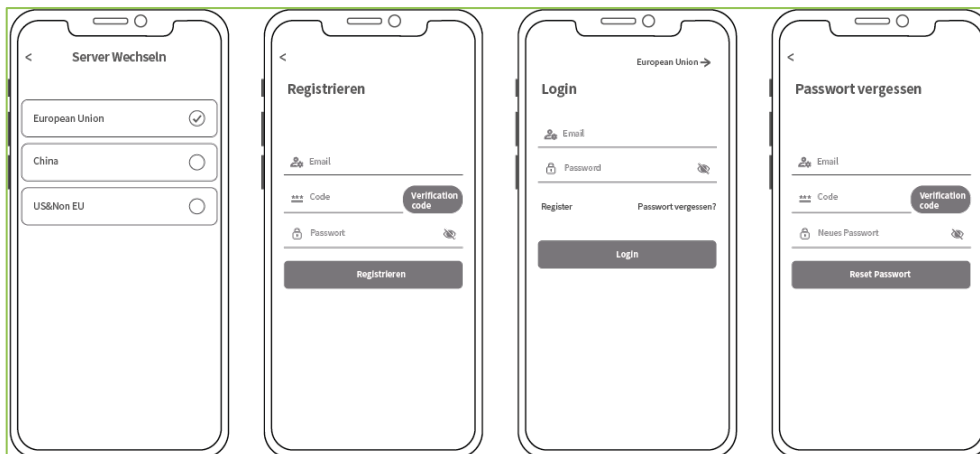 <
Server Wechseln
European Union
China
US&Non EU
<
Registrieren
Email
*** Code
Verification
code
Passwort
Registrieren
European Union →
Login
Email
Password
Register
Passwort vergessen?
Login
<
Passwort vergessen
Email
*** Code
Verification
code
Neues Passwort
Reset Passwort